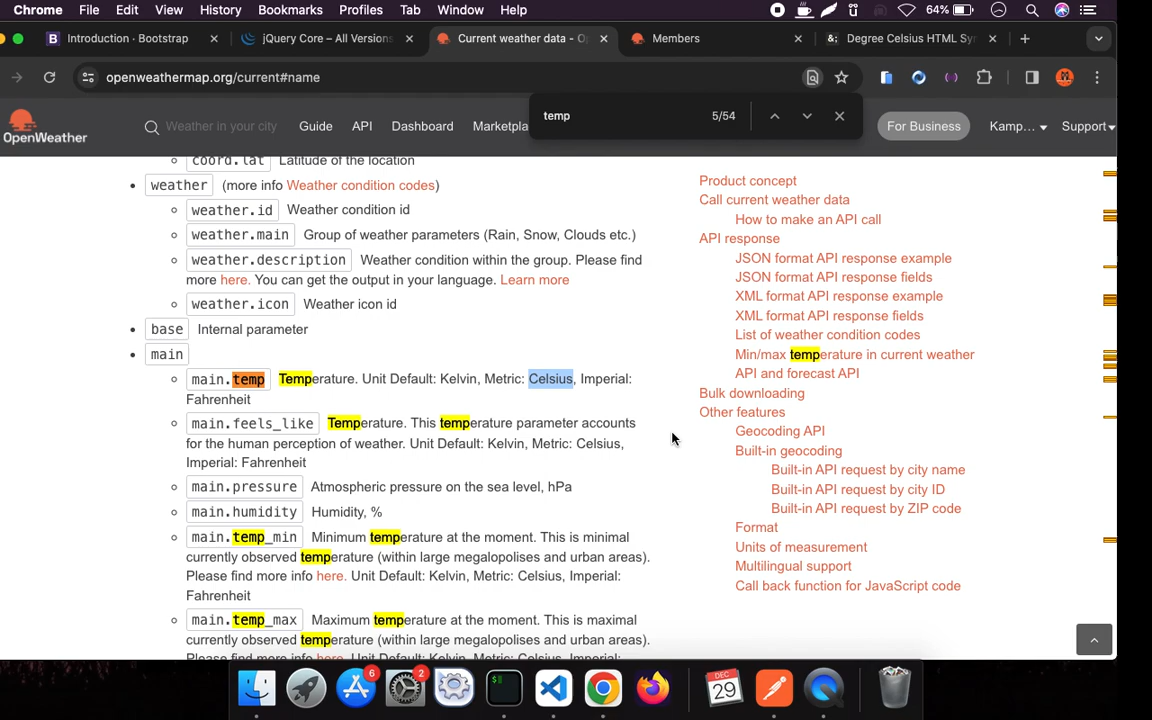 Chrome File Edit View History Bookmarks Profiles Tab Window Help 64%
Introduction · Bootstrap jQuery Core – All Versions Current weather data - O Members Degree Celsius HTML Sy
openweathermap.org/current#name
temp 5/54
OpenWeather Weather in your city Guide API Dashboard Marketpla For Business Kamp... Support
coord.lat Latitude of the location
weather (more info Weather condition codes)
weather.id Weather condition id
weather.main Group of weather parameters (Rain, Snow, Clouds etc.)
weather.description Weather condition within the group. Please find
more here. You can get the output in your language. Learn more
weather.icon Weather icon id
base Internal parameter
main
main.temp Temperature. Unit Default: Kelvin, Metric: Celsius, Imperial:
Fahrenheit
main.feels_like Temperature. This temperature parameter accounts
for the human perception of weather. Unit Default: Kelvin, Metric: Celsius,
Imperial: Fahrenheit
main.pressure Atmospheric pressure on the sea level, hPa
main.humidity Humidity, %
main.temp_min Minimum temperature at the moment. This is minimal
currently observed temperature (within large megalopolises and urban areas).
Please find more info here. Unit Default: Kelvin, Metric: Celsius, Imperial:
Fahrenheit
main.temp_max Maximum temperature at the moment. This is maximal
currently observed temperature (within large megalopolises and urban areas).
Please find more info here. Unit Default: Kelvin, Metric: Celsius, Imperial:
Product concept
Call current weather data
How to make an API call
API response
JSON format API response example
JSON format API response fields
XML format API response example
XML format API response fields
List of weather condition codes
Min/max temperature in current weather
API and forecast API
Bulk downloading
Other features
Geocoding API
Built-in geocoding
Built-in API request by city name
Built-in API request by city ID
Built-in API request by ZIP code
Format
Units of measurement
Multilingual support
Call back function for JavaScript code
6 2 DEC 29